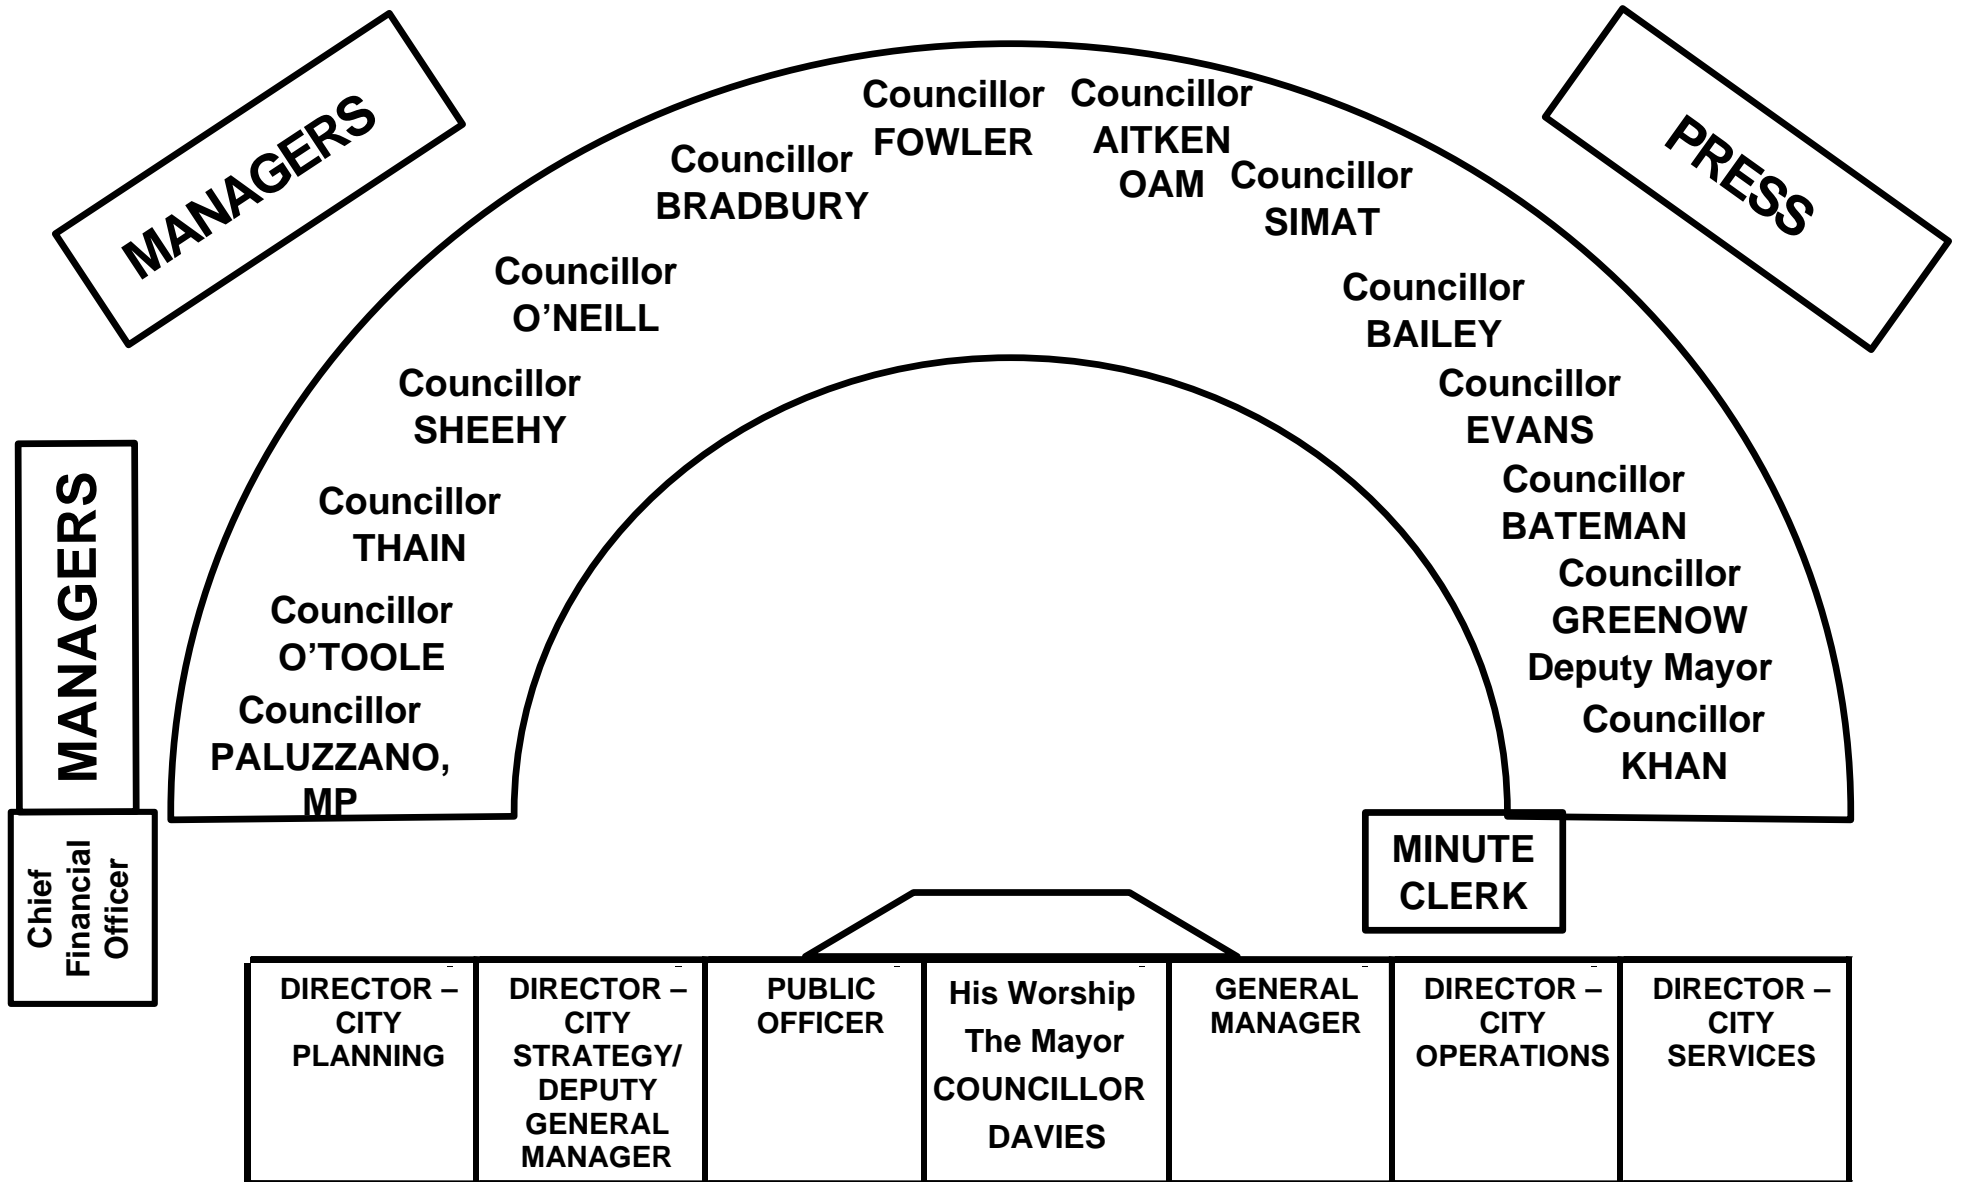 MANAGERS
PRESS
Councillor
FOWLER
Councillor
AITKEN
OAM
Councillor
BRADBURY
Councillor
SIMAT
Councillor
O’NEILL
Councillor
BAILEY
Councillor
SHEEHY
Councillor
EVANS
Councillor
THAIN
Councillor
BATEMAN
Councillor
O’TOOLE
Councillor
GREENOW
Deputy Mayor
Councillor
PALUZZANO,
MP
Councillor
KHAN
MANAGERS
Chief
Financial
Officer
MINUTE
CLERK
DIRECTOR –
CITY
PLANNING
DIRECTOR –
CITY
STRATEGY/
DEPUTY
GENERAL
MANAGER
PUBLIC
OFFICER
His Worship
The Mayor
COUNCILLOR
DAVIES
GENERAL
MANAGER
DIRECTOR –
CITY
OPERATIONS
DIRECTOR –
CITY
SERVICES